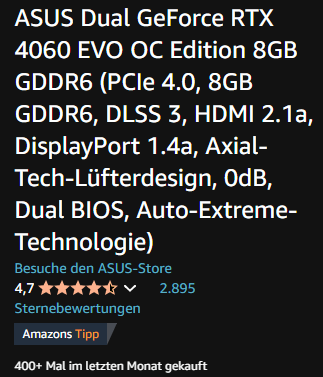 ASUS Dual GeForce RTX
4060 EVO OC Edition 8GB
GDDR6 (PCIe 4.0, 8GB
GDDR6, DLSS 3, HDMI 2.1a,
DisplayPort 1.4a, Axial-
Tech-Lüfterdesign, 0dB,
Dual BIOS, Auto-Extreme-
Technologie)
Besuche den ASUS-Store
4,7 2.895
Sternebewertungen
Amazons Tipp
400+ Mal im letzten Monat gekauft